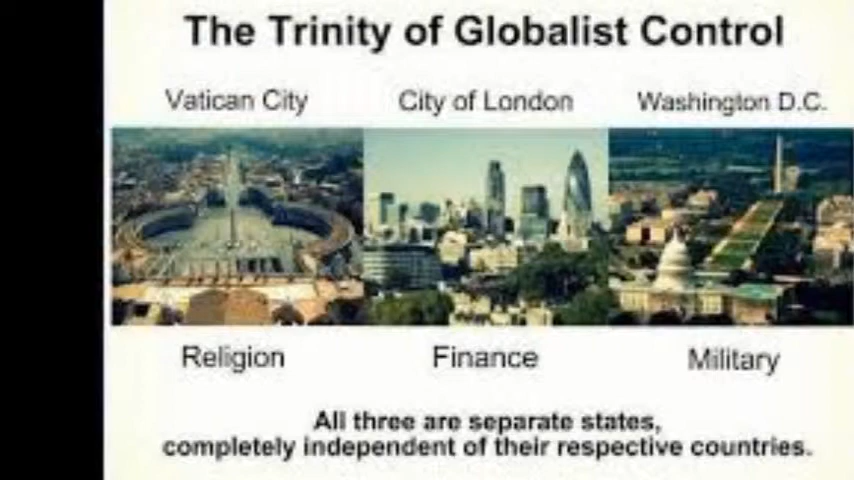 The Trinity of Globalist Control
Vatican City City of London Washington D.C.
Religion Finance Military
All three are separate states,
completely independent of their respective countries.